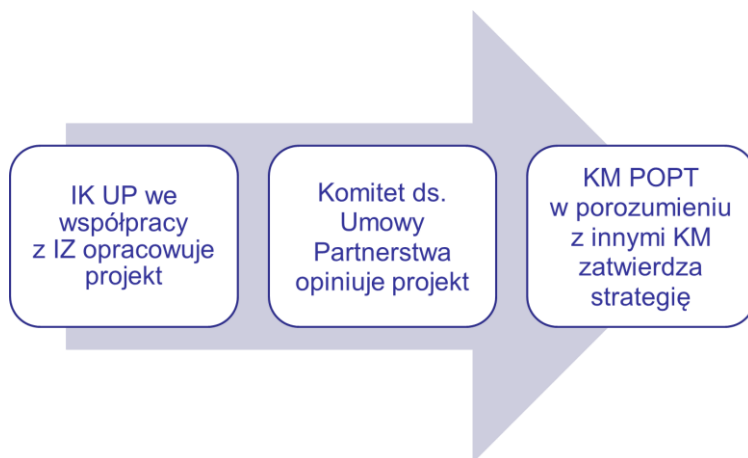 IK UP we
współpracy
z IZ opracowuje
projekt
Komitet ds.
Umowy
Partnerstwa
opiniuje projekt
KM POPT
w porozumieniu
z innymi KM
zatwierdza
strategię